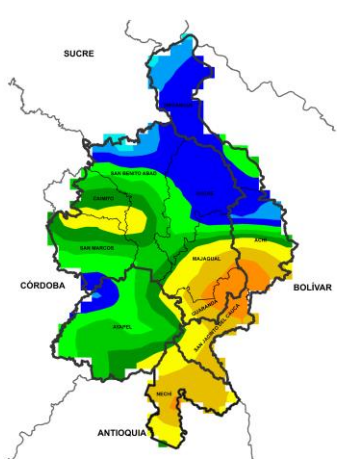 SUCRE
SAN BENITO ABAD
CAIMITO
SAN MARCOS
ACHÍ
MAJAGUAL
CÓRDOBA
BOLÍVAR
GUARANDA
AYAPEL
SAN JACINTO DEL CAUCA
NECHÍ
ANTIOQUIA